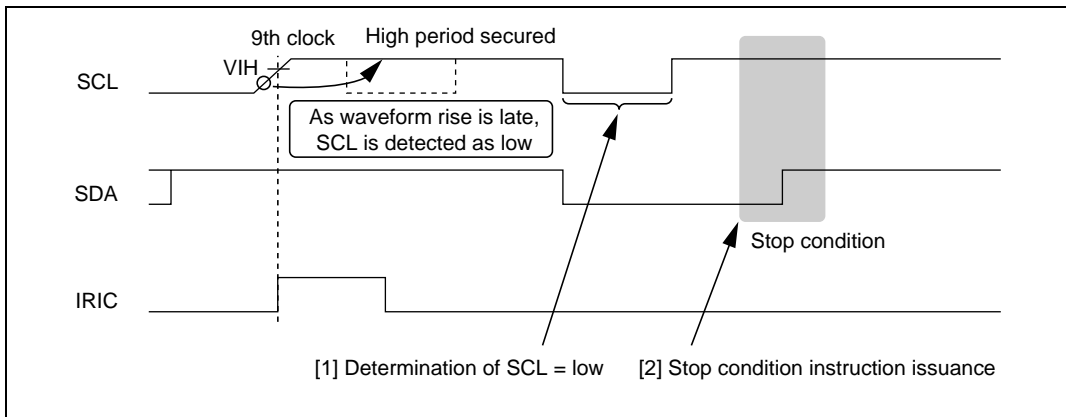 9th clock
High period secured
VIH
SCL
As waveform rise is late,
SCL is detected as low
SDA
Stop condition
IRIC
[1] Determination of SCL = low
[2] Stop condition instruction issuance